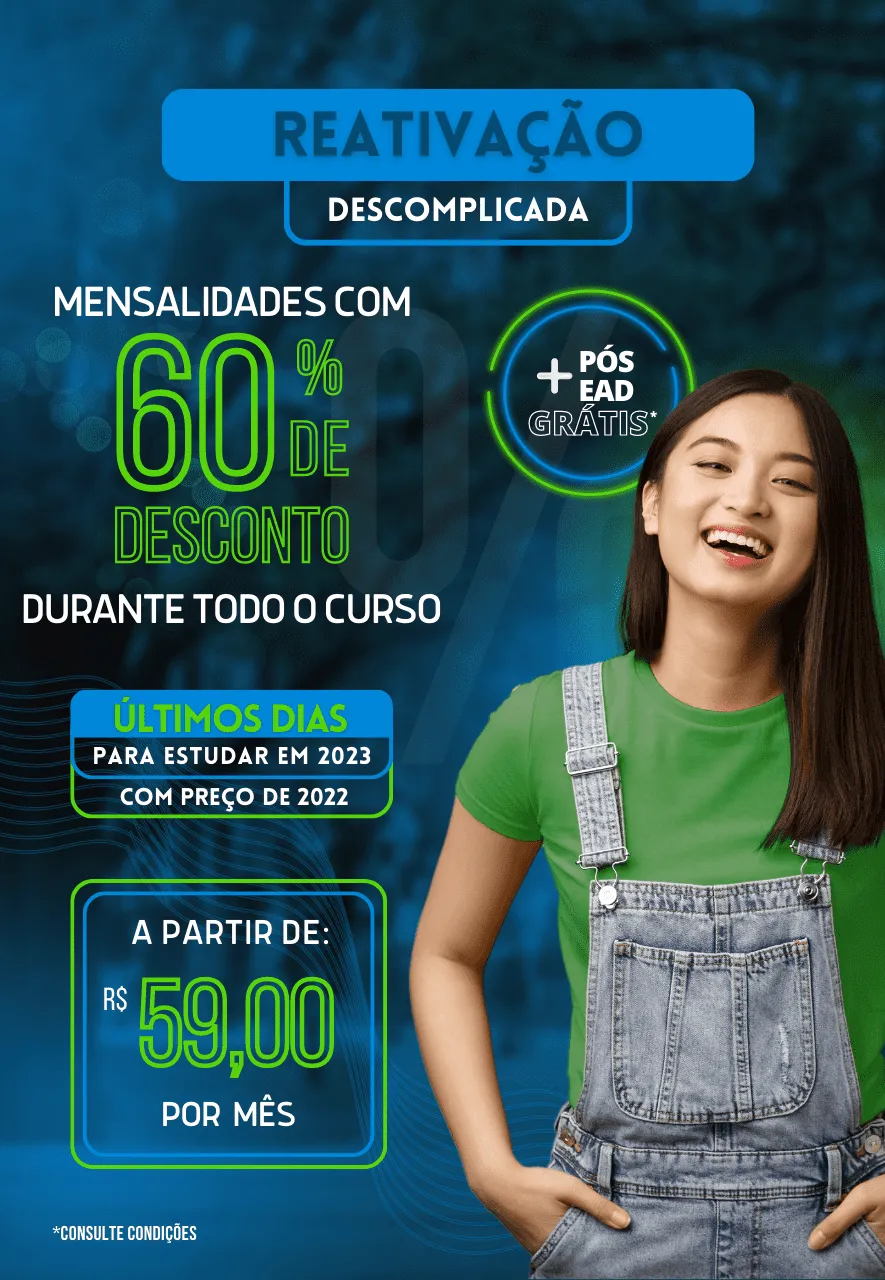 REATIVAÇÃO
DESCOMPLICADA
MENSALIDADES COM
60% DE
DESCONTO
DURANTE TODO O CURSO
+ PÓS
EAD
GRÁTIS*
ÚLTIMOS DIAS
PARA ESTUDAR EM 2023
COM PREÇO DE 2022
A PARTIR DE:
R$ 59,00
POR MÊS
*CONSULTE CONDIÇÕES